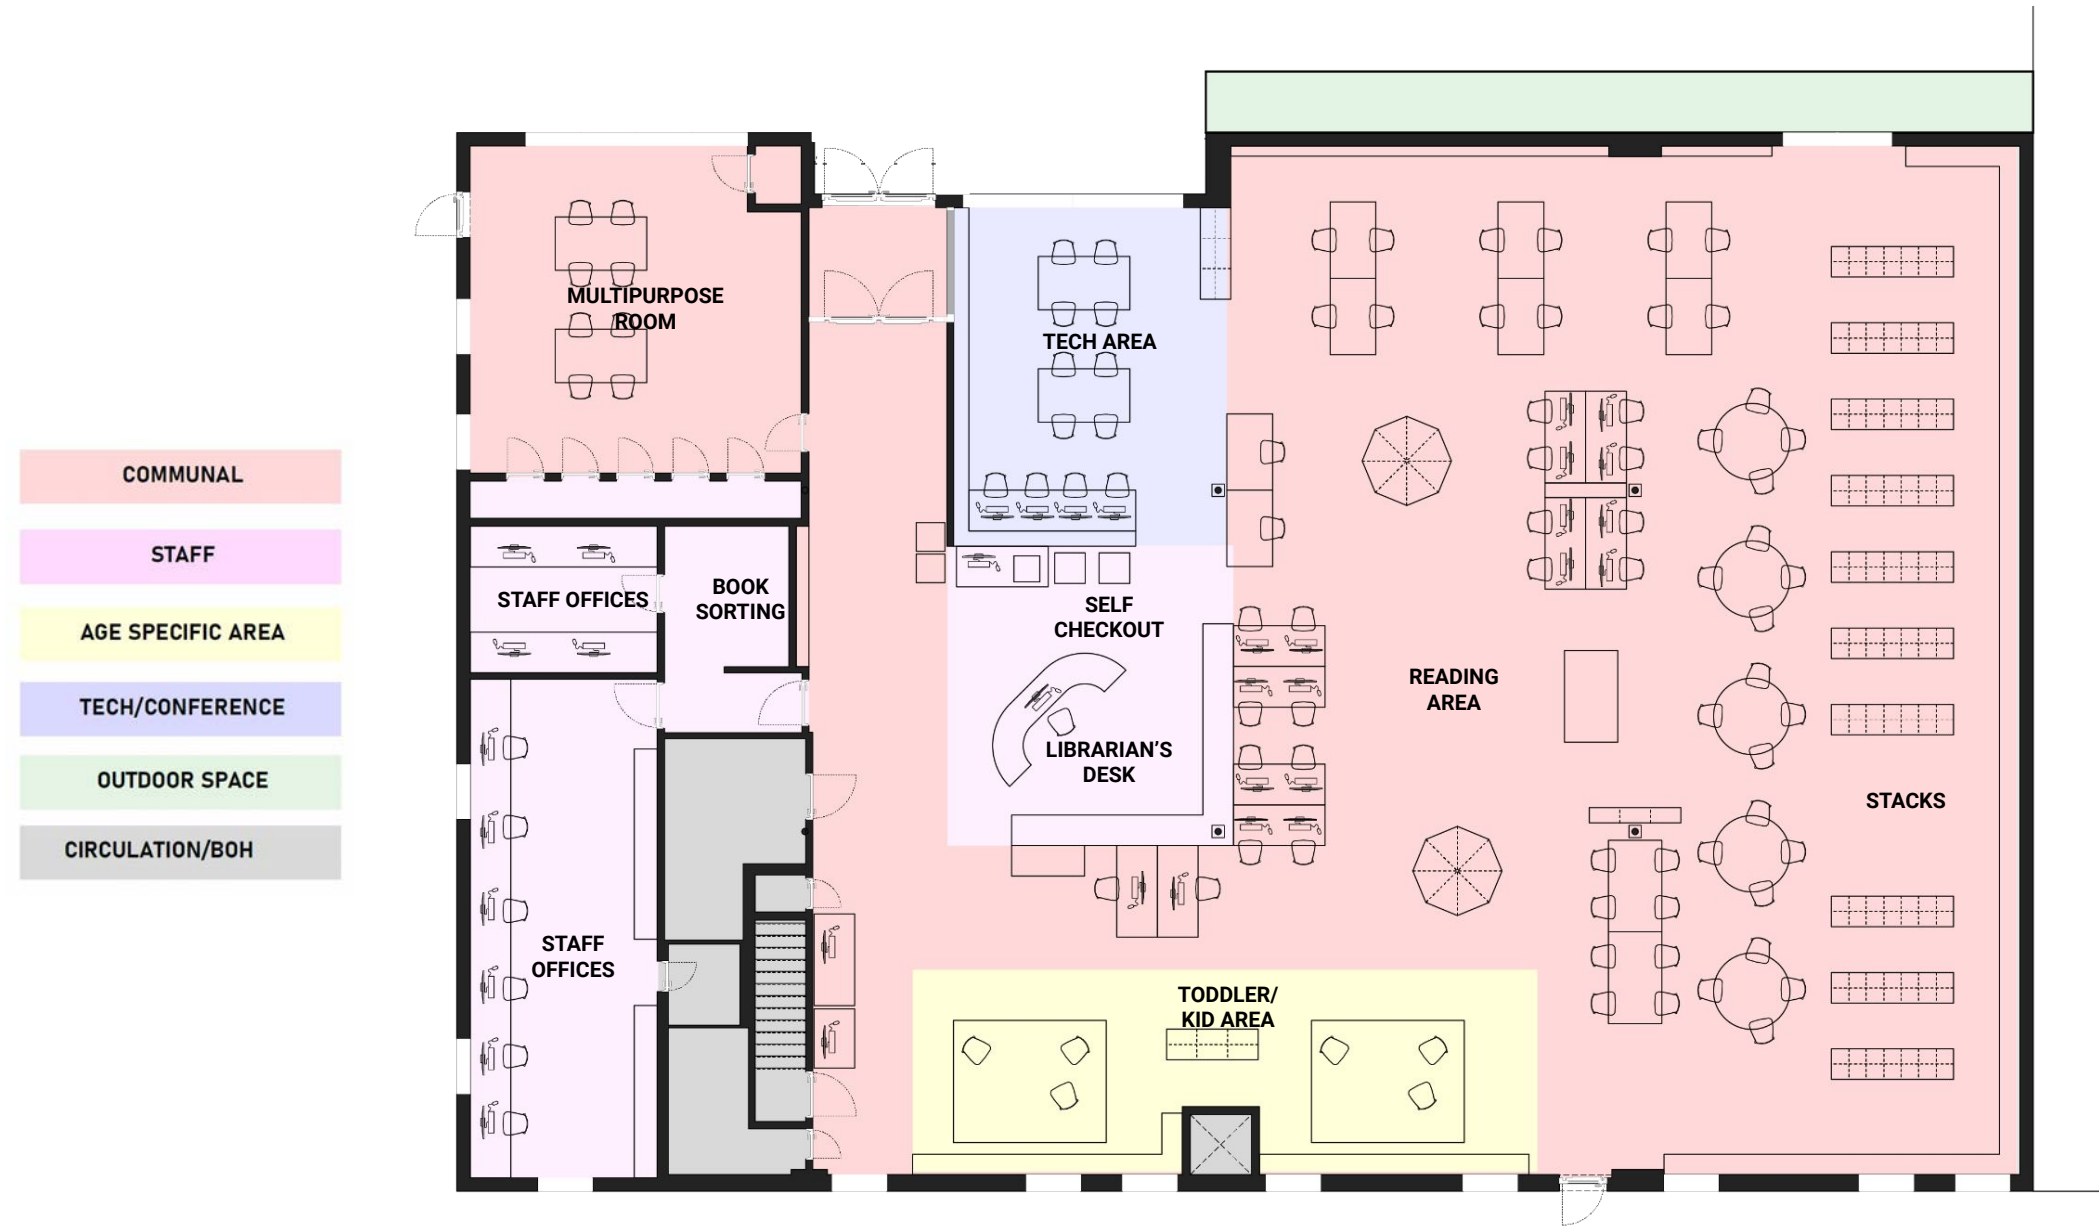 COMMUNAL
STAFF
AGE SPECIFIC AREA
TECH/CONFERENCE
OUTDOOR SPACE
CIRCULATION/BOH
MULTIPURPOSE
ROOM
TECH AREA
STAFF OFFICES
BOOK
SORTING
SELF
CHECKOUT
LIBRARIAN’S
DESK
READING
AREA
STACKS
STAFF
OFFICES
TODDLER/
KID AREA